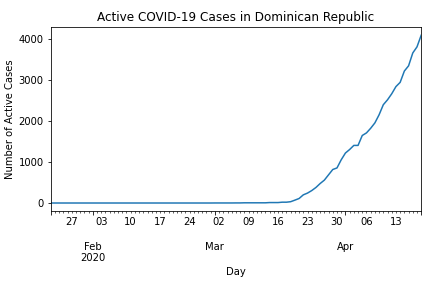 Active COVID-19 Cases in Dominican Republic
4000
3000
2000
1000
0
Number of Active Cases
27 03 10 17 24 02 09 16 23 30 06 13
Feb Mar Apr
2020
Day